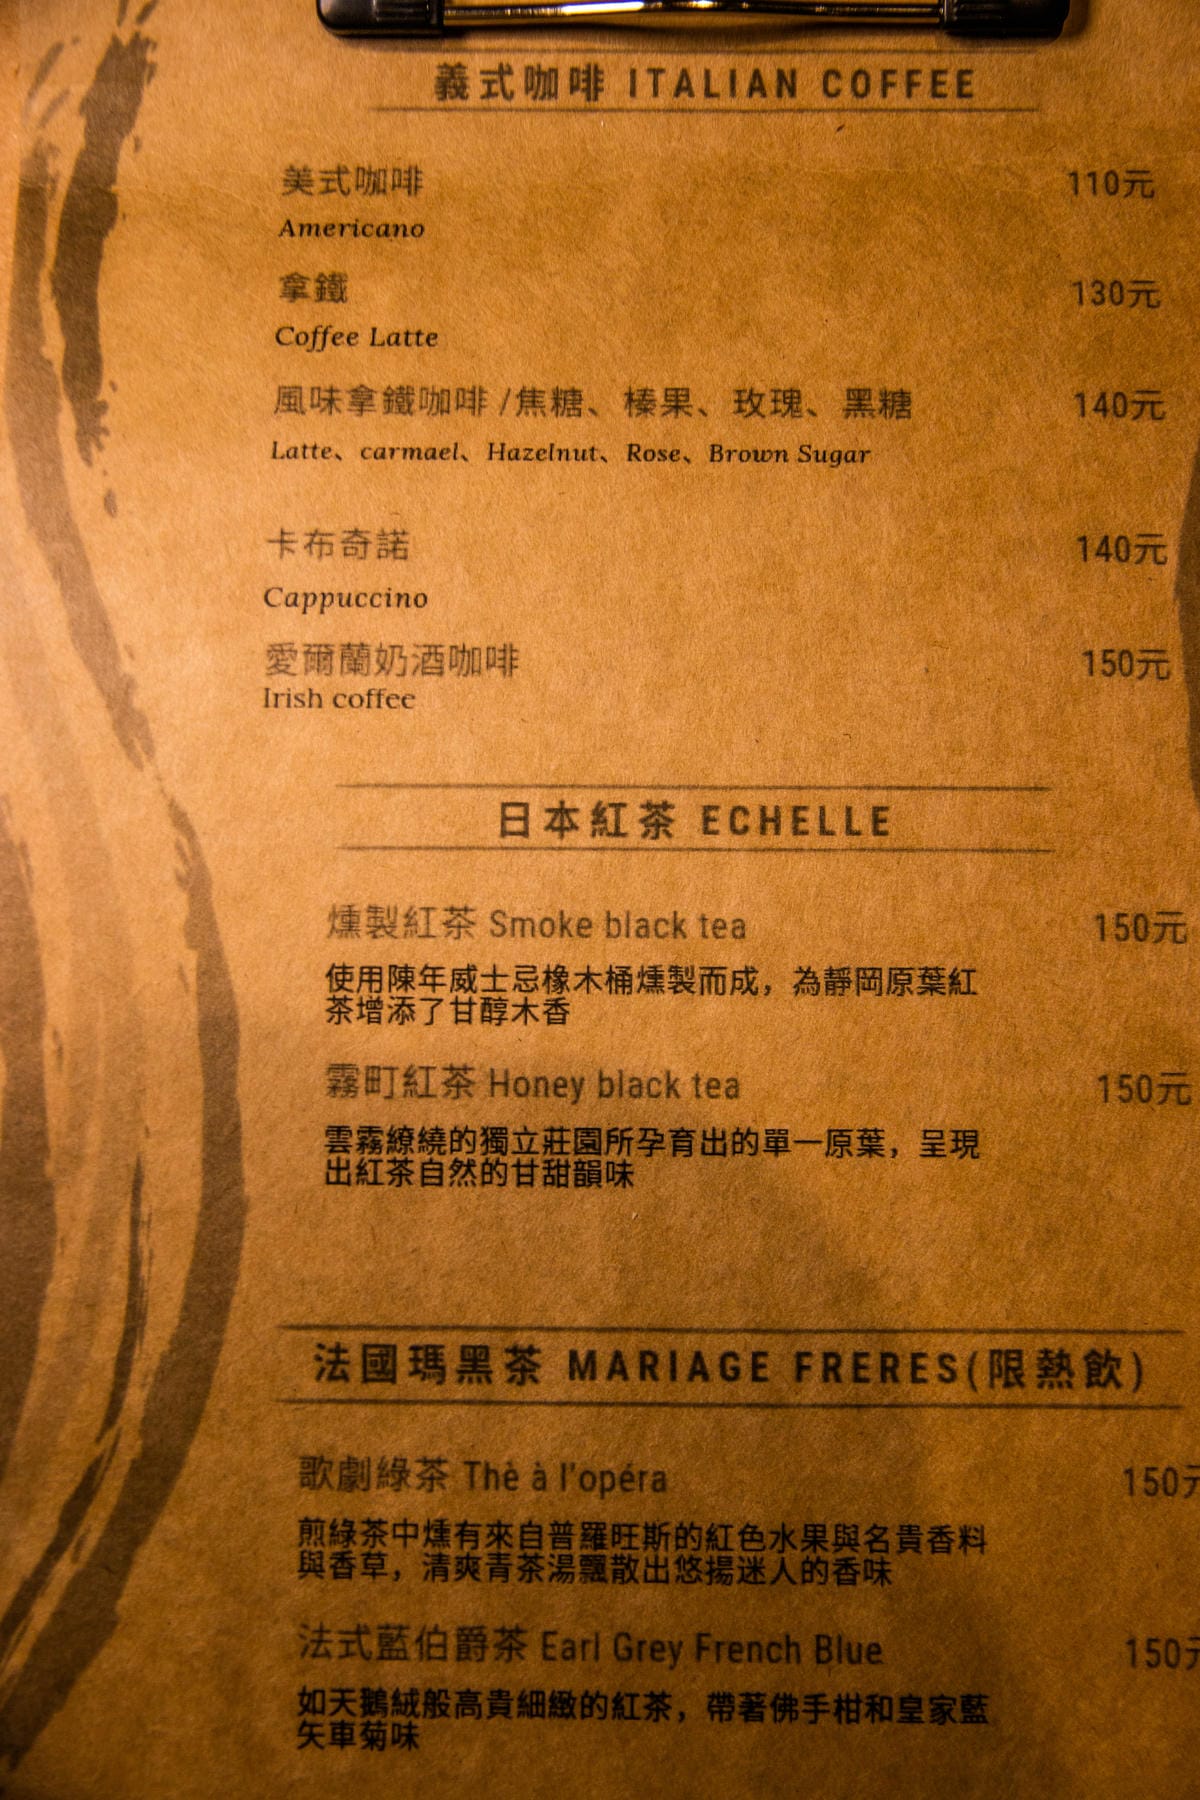 義式咖啡 ITALIAN COFFEE
美式咖啡 110元
Americano
拿鐵 130元
Coffee Latte
風味拿鐵咖啡 /焦糖、榛果、玫瑰、黑糖 140元
Latte、carmael、Hazelnut、Rose、Brown Sugar
卡布奇諾 140元
Cappuccino
愛爾蘭奶酒咖啡 150元
Irish coffee
日本紅茶 ECHELLE
燻製紅茶 Smoke black tea 150元
使用陳年威士忌橡木桶燻製而成，為靜岡原葉紅
茶增添了甘醇木香
霧町紅茶 Honey black tea 150元
雲霧繚繞的獨立莊園所孕育出的單一原葉，呈現
出紅茶自然的甘甜韻味
法國瑪黑茶 MARIAGE FRERES(限熱飲)
歌劇綠茶 Thè à l'opéra 150元
煎綠茶中燻有來自普羅旺斯的紅色水果與名貴香料
與香草，清爽青茶湯飄散出悠揚迷人的香味
法式藍伯爵茶 Earl Grey French Blue 150元
如天鵝絨般高貴細緻的紅茶，帶著佛手柑和皇家藍
矢車菊味